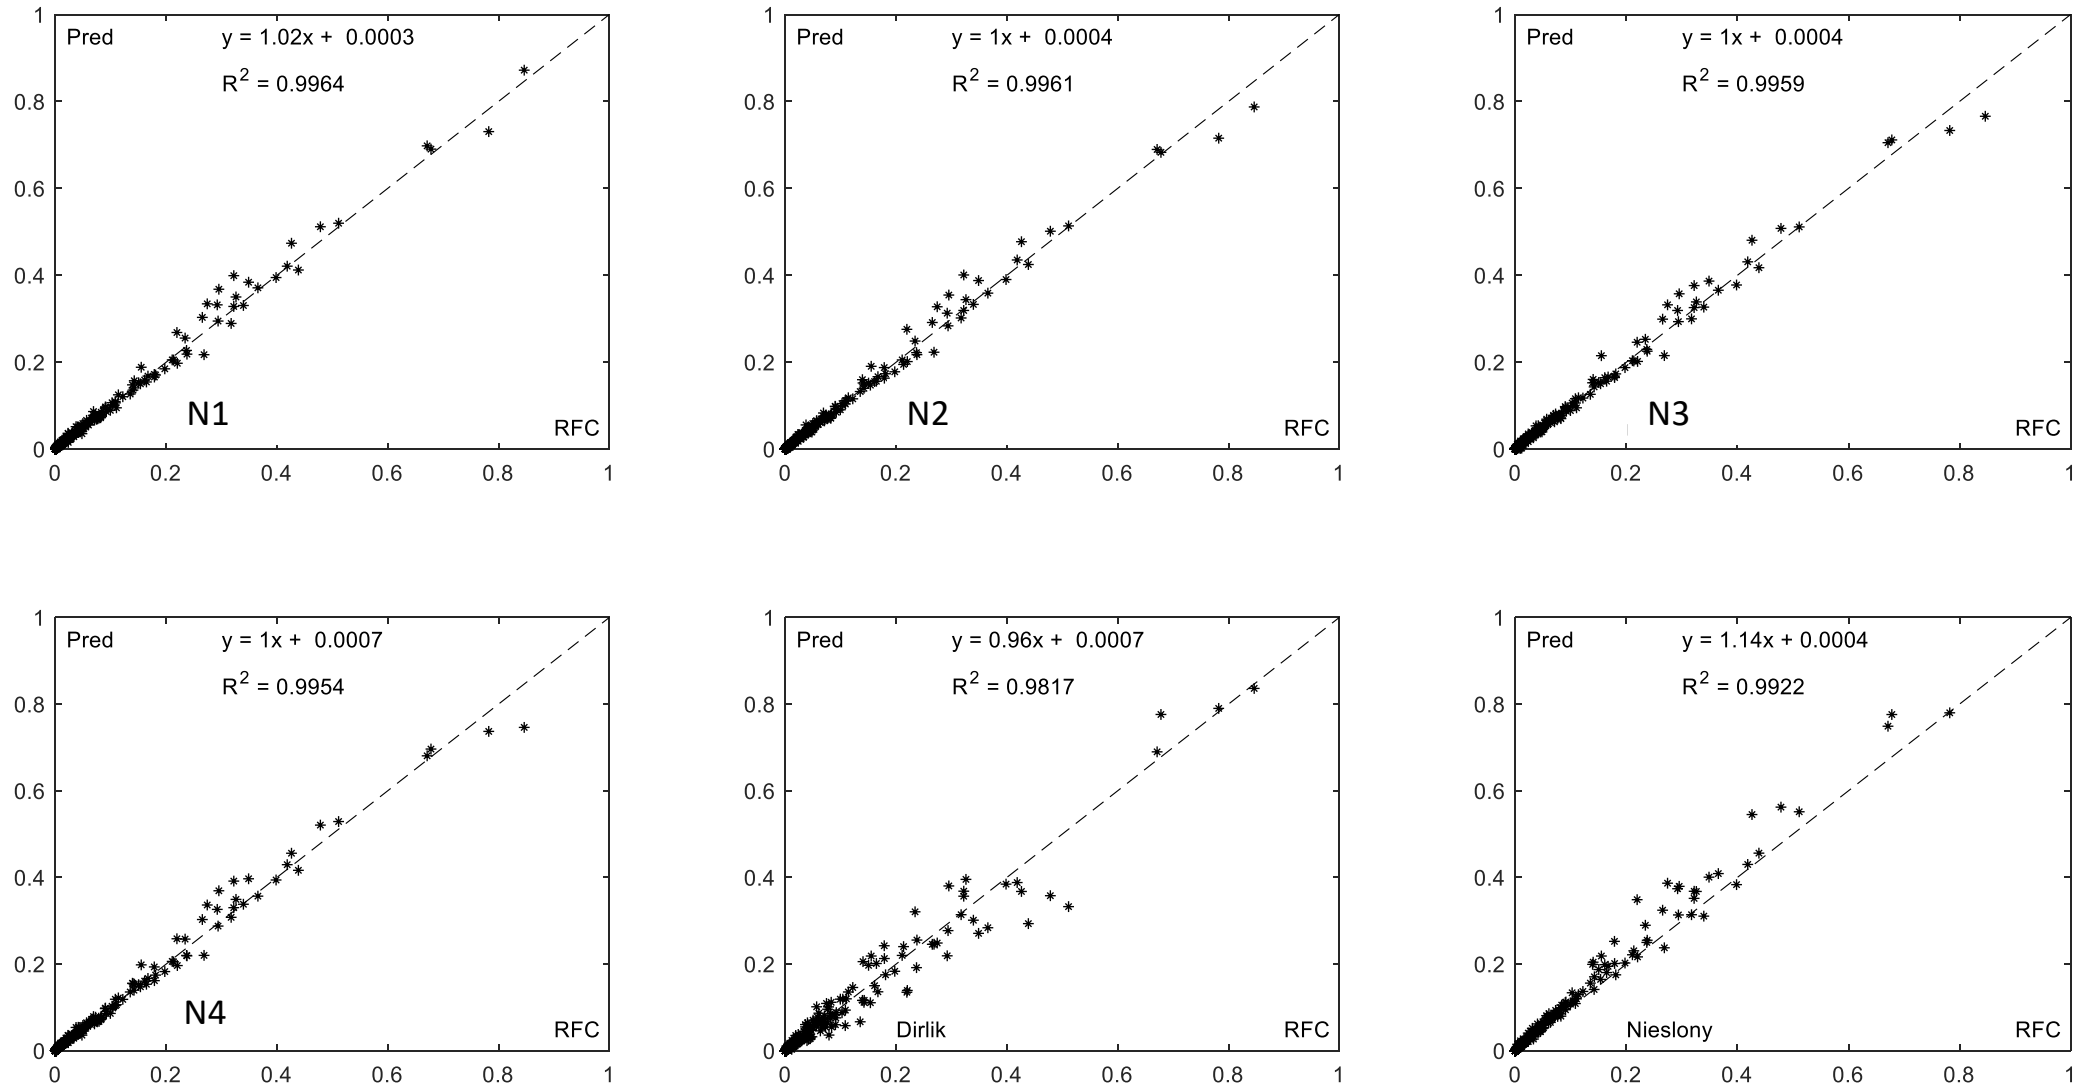 Pred y = 1.02x + 0.0003
R² = 0.9964
1
0.8
0.6
0.4
0.2
0
N1
RFC
0 0.2 0.4 0.6 0.8 1
Pred y = 1x + 0.0004
R² = 0.9961
1
0.8
0.6
0.4
0.2
0
N2
RFC
0 0.2 0.4 0.6 0.8 1
Pred y = 1x + 0.0004
R² = 0.9959
1
0.8
0.6
0.4
0.2
0
N3
RFC
0 0.2 0.4 0.6 0.8 1
Pred y = 1x + 0.0007
R² = 0.9954
1
0.8
0.6
0.4
0.2
0
N4
RFC
0 0.2 0.4 0.6 0.8 1
Pred y = 0.96x + 0.0007
R² = 0.9817
1
0.8
0.6
0.4
0.2
0
Dirlik
RFC
0 0.2 0.4 0.6 0.8 1
Pred y = 1.14x + 0.0004
R² = 0.9922
1
0.8
0.6
0.4
0.2
0
Nieslony
RFC
0 0.2 0.4 0.6 0.8 1